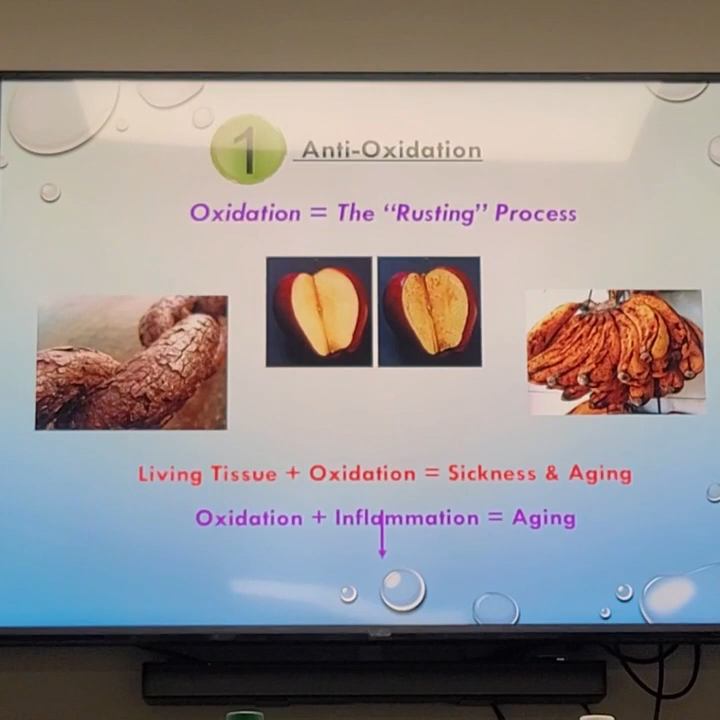 1 Anti-Oxidation
Oxidation = The “Rusting” Process
Living Tissue + Oxidation = Sickness & Aging
Oxidation + Inflammation = Aging